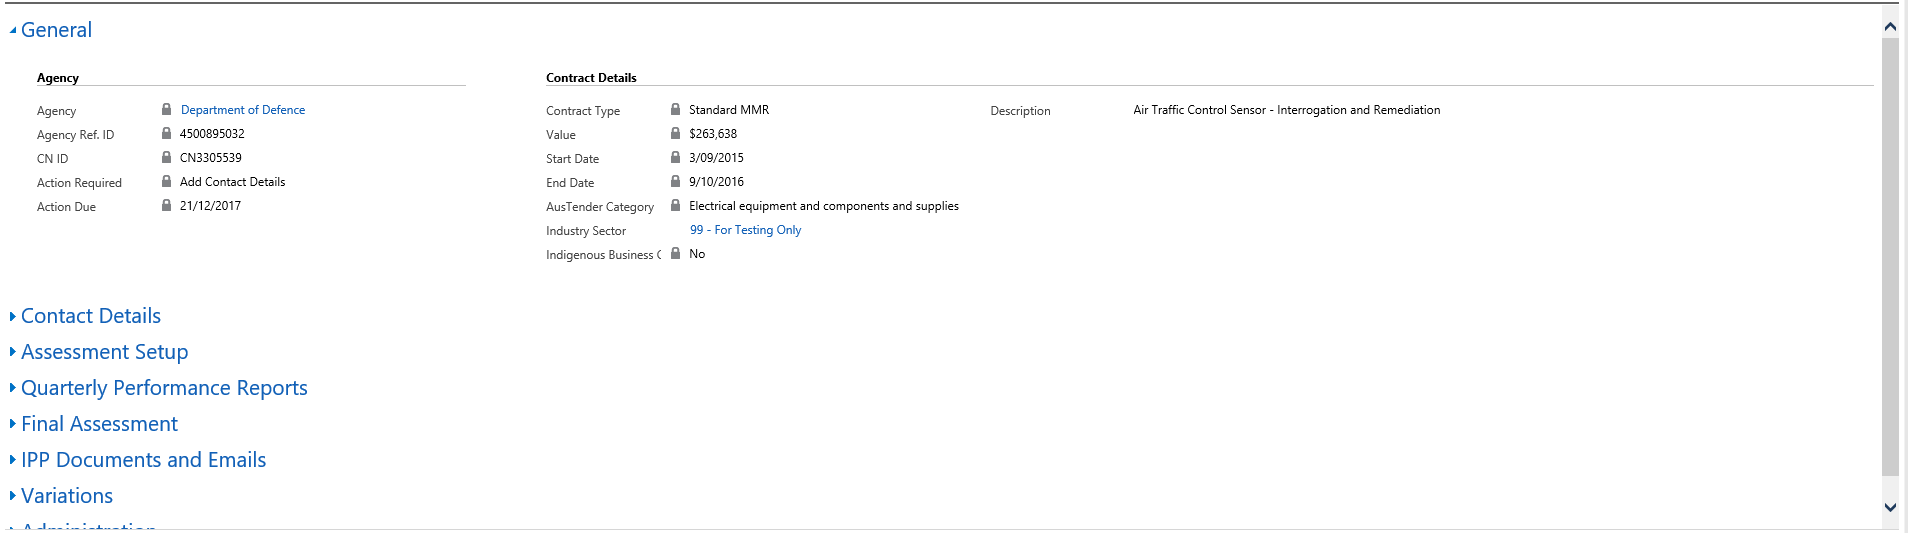 General
Agency
Agency Department of Defence
Agency Ref. ID 4500895032
CN ID CN3305539
Action Required Add Contact Details
Action Due 21/12/2017
Contract Details
Contract Type Standard MMR
Value $263,638
Start Date 3/09/2015
End Date 9/10/2016
AusTender Category Electrical equipment and components and supplies
Industry Sector 99 - For Testing Only
Indigenous Business No
Description Air Traffic Control Sensor - Interrogation and Remediation
Contact Details
Assessment Setup
Quarterly Performance Reports
Final Assessment
IPP Documents and Emails
Variations
Administration